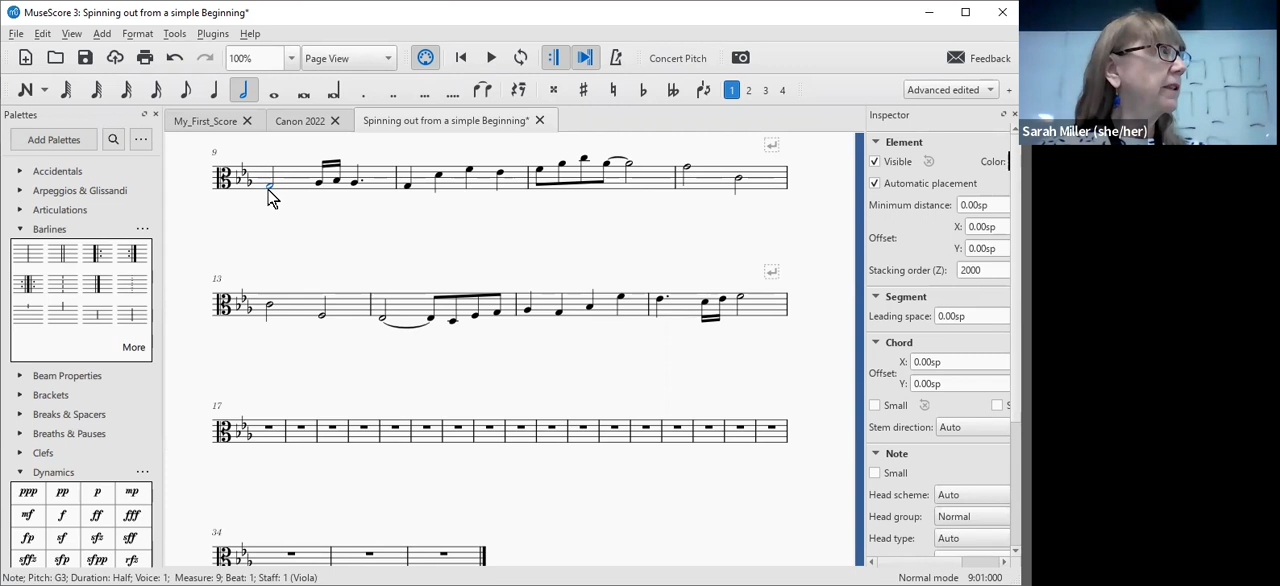 MuseScore 3: Spinning out from a simple Beginning*
File Edit View Add Format Tools Plugins Help
100% Page View Concert Pitch Feedback
1 2 3 4 Advanced edited +
Palettes
Add Palettes ...
Accidentals
Arpeggios & Glissandi
Articulations
Barlines ...
More
Beam Properties
Brackets
Breaks & Spacers
Breaths & Pauses
Clefs
Dynamics ...
ppp pp p mp
mf f ff fff
fp sf sfz sff
sffz sfp sfpp rfz
My_First_Score Canon 2022 Spinning out from a simple Beginning*
9
13
17
34
Inspector
Element
Visible Color:
Automatic placement
Minimum distance: 0.00sp
Offset: X: 0.00sp
Y: 0.00sp
Stacking order (Z): 2000
Segment
Leading space: 0.00sp
Chord
Offset: X: 0.00sp
Y: 0.00sp
Small
Stem direction: Auto
Note
Small
Head scheme: Auto
Head group: Normal
Head type: Auto
Note; Pitch: G3; Duration: Half; Voice: 1; Measure: 9; Beat: 1; Staff: 1 (Viola) Normal mode 9:01:000
Sarah Miller (she/her)